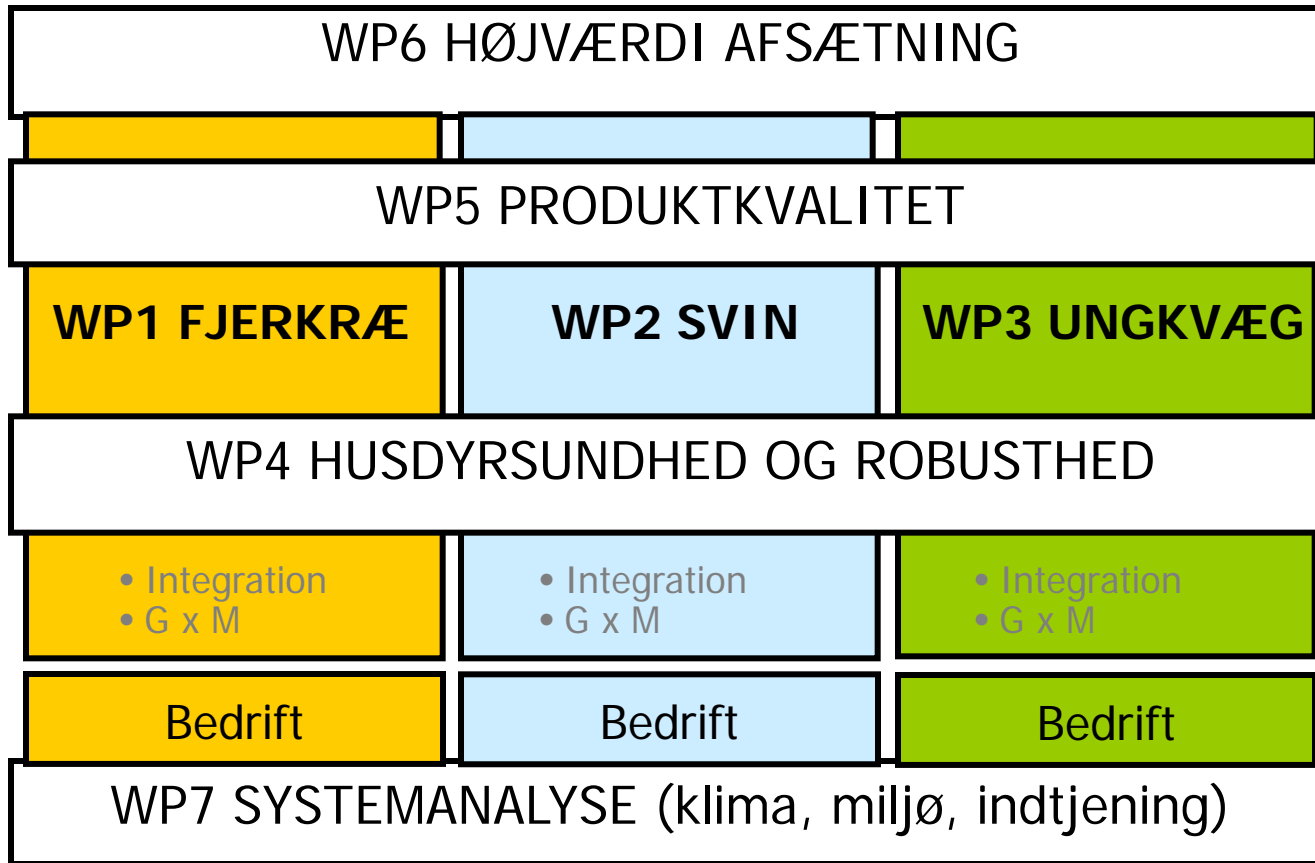 WP6 HØJVÆRDI AFSÆTNING
WP5 PRODUKTKVALITET
WP1 FJERKRÆ
WP2 SVIN
WP3 UNGKVÆG
WP4 HUSDYRSUNDHED OG ROBUSTHED
• Integration
• G x M
• Integration
• G x M
• Integration
• G x M
Bedrift
Bedrift
Bedrift
WP7 SYSTEMANALYSE (klima, miljø, indtjening)